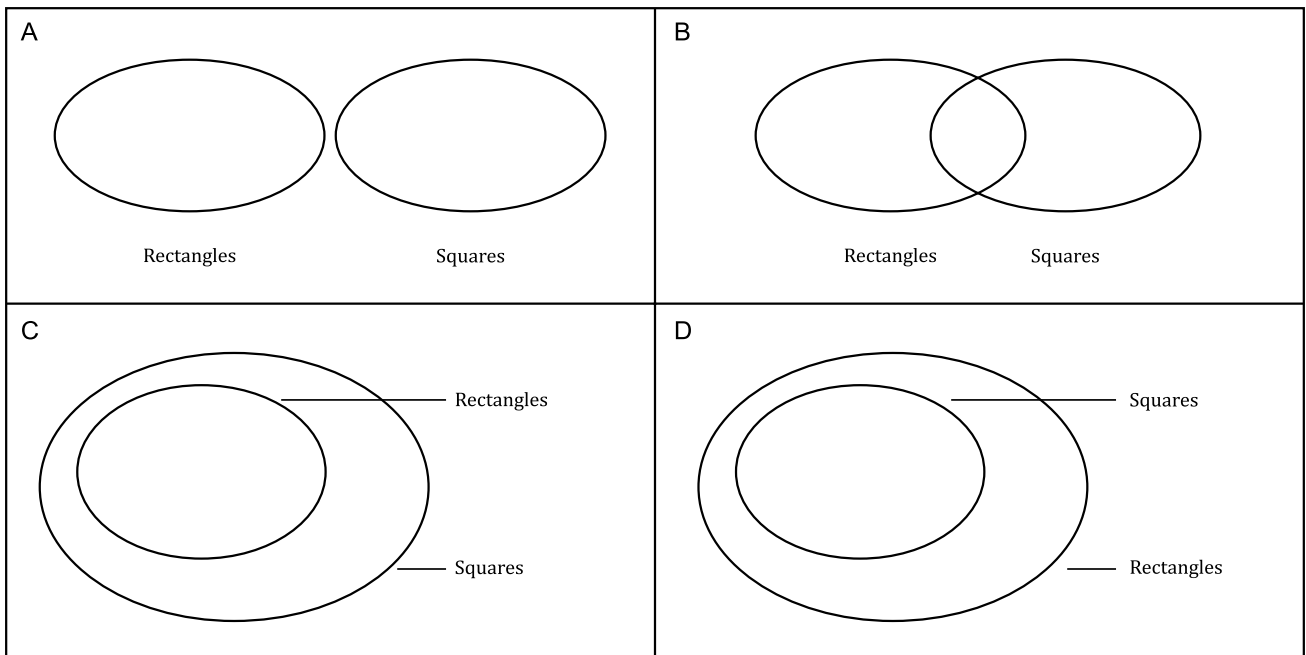 A
B
Rectangles
Squares
Rectangles
Squares
C
D
Rectangles
Squares
Squares
Rectangles